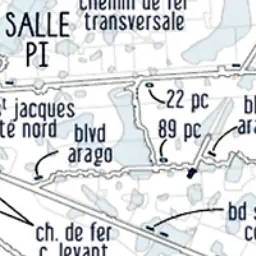 chemin de fer
transversale
SALLE
PI
22 pc
jacques
té nord
89 pc
blvd
arago
bl
ara
bd s
ch. de fer
c. levant